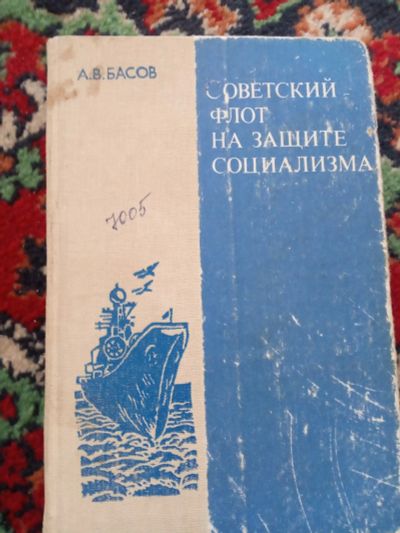 А.В.БАСОВ
СОВЕТСКИЙ
ФЛОТ
НА ЗАЩИТЕ
СОЦИАЛИЗМА
7005